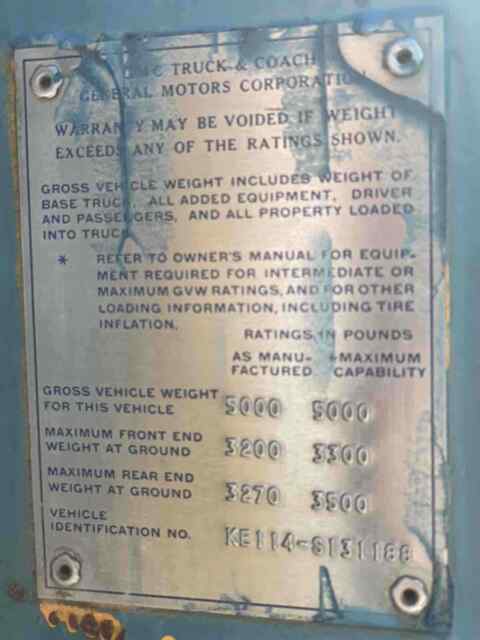 GMC TRUCK & COACH
GENERAL MOTORS CORPORATION
WARRANTY MAY BE VOIDED IF WEIGHT
EXCEEDS ANY OF THE RATINGS SHOWN.
GROSS VEHICLE WEIGHT INCLUDES WEIGHT OF
BASE TRUCK, ALL ADDED EQUIPMENT, DRIVER
AND PASSENGERS, AND ALL PROPERTY LOADED
INTO TRUCK
* REFER TO OWNER'S MANUAL FOR EQUIP-
MENT REQUIRED FOR INTERMEDIATE OR
MAXIMUM GVW RATINGS, AND FOR OTHER
LOADING INFORMATION, INCLUDING TIRE
INFLATION.
RATINGS IN POUNDS
AS MANU- *MAXIMUM
FACTURED CAPABILITY
GROSS VEHICLE WEIGHT
FOR THIS VEHICLE 5000 5000
MAXIMUM FRONT END
WEIGHT AT GROUND 3200 3300
MAXIMUM REAR END
WEIGHT AT GROUND 3270 3500
VEHICLE
IDENTIFICATION NO. KE114-S131188